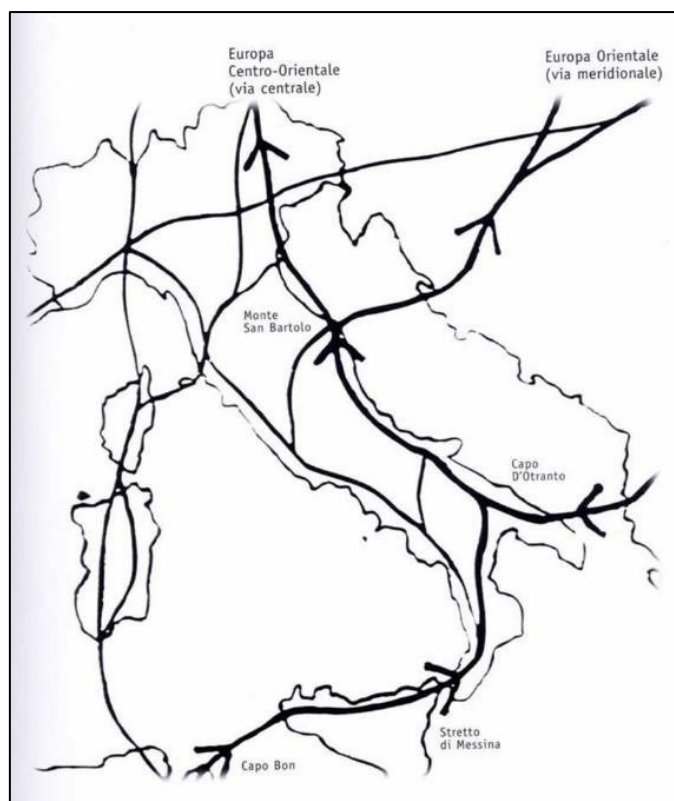 Europa
Centro-Orientale
(via centrale)
Europa Orientale
(via meridionale)
Monte
San Bartolo
Capo
D'Otranto
Stretto
di Messina
Capo Bon